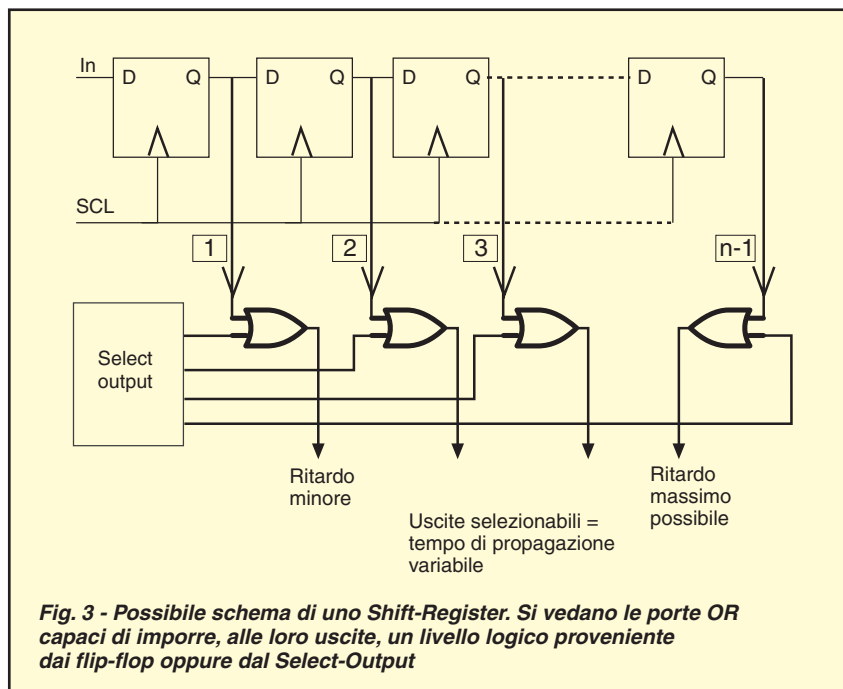 In
D Q
D Q
D Q
D Q
SCL
1
2
3
n-1
Select
output
Ritardo
minore
Ritardo
massimo
possibile
Uscite selezionabili =
tempo di propagazione
variabile
Fig. 3 - Possibile schema di uno Shift-Register. Si vedano le porte OR
capaci di imporre, alle loro uscite, un livello logico proveniente
dai flip-flop oppure dal Select-Output